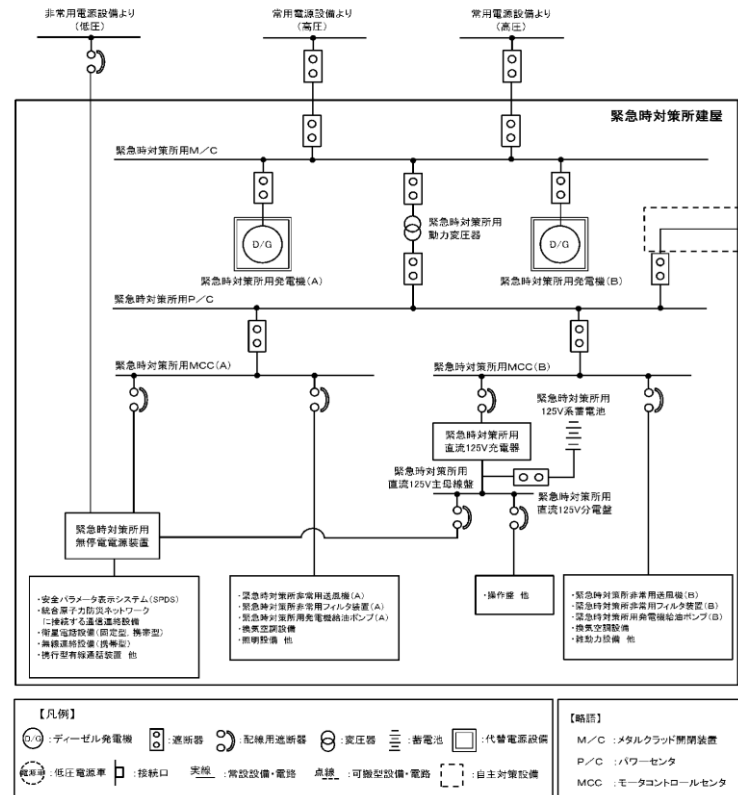 非常用電源設備より
(低圧)
常用電源設備より
(高圧)
常用電源設備より
(高圧)
緊急時対策所建屋
緊急時対策所用M/C
D/G
緊急時対策所用
動力変圧器
D/G
緊急時対策所用発電機(A)
緊急時対策所用発電機(B)
緊急時対策所用P/C
緊急時対策所用MCC(A)
緊急時対策所用MCC(B)
緊急時対策所用
125V系蓄電池
緊急時対策所用
直流125V充電器
緊急時対策所用
直流125V主母線盤
緊急時対策所用
直流125V分電盤
緊急時対策所用
無停電電源装置
・安全パラメータ表示システム(SPDS)
・統合原子力防災ネットワーク
に接続する通信連絡設備
・衛星電話設備(固定型,携帯型)
・無線連絡設備(携帯型)
・携行型有線通話装置 他
・緊急時対策所非常用送風機(A)
・緊急時対策所非常用フィルタ装置(A)
・緊急時対策所用発電機給油ポンプ(A)
・換気空調設備
・照明設備 他
・操作盤 他
・緊急時対策所非常用送風機(B)
・緊急時対策所非常用フィルタ装置(B)
・緊急時対策所用発電機給油ポンプ(B)
・換気空調設備
・雑動力設備 他
【凡例】
D/G :ディーゼル発電機 :遮断器 :配線用遮断器 :変圧器 :蓄電池 :代替電源設備
電源車 :低圧電源車 :接続口 実線 :常設設備・電路 点線 :可搬型設備・電路 :自主対策設備
【略語】
M/C :メタルクラッド開閉装置
P/C :パワーセンタ
MCC :モータコントロールセンタ